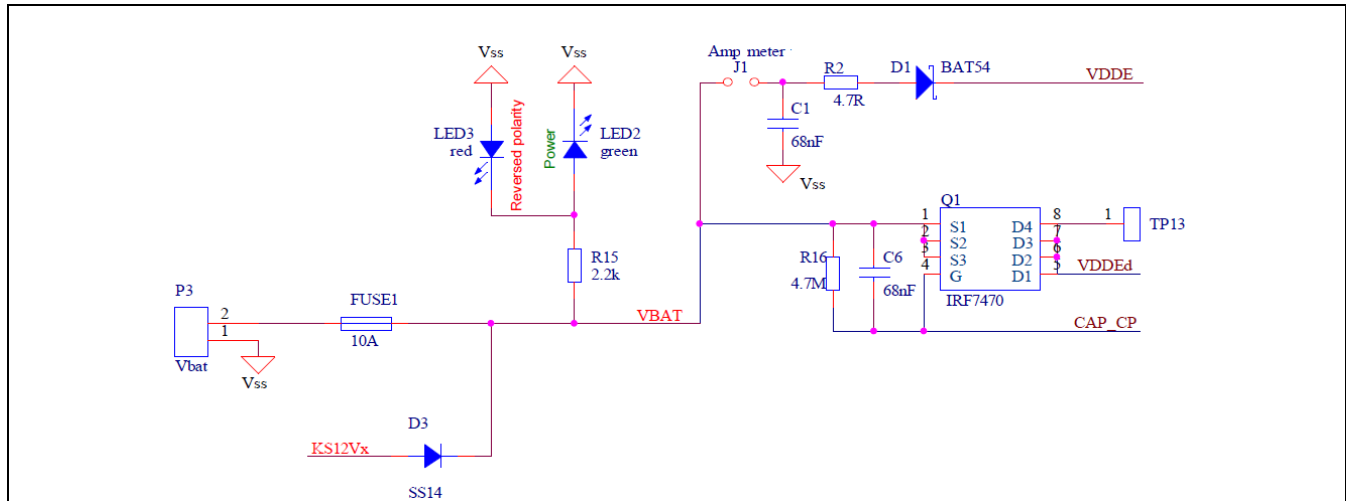 Vss
Vss
Amp meter
J1
R2
4.7R
D1
BAT54
VDDE
C1
68nF
Vss
LED3
red
Reversed polarity
Power
LED2
green
R15
2.2k
Q1
1
2
3
4
S1
S2
S3
G
D4
D3
D2
D1
8
7
6
5
1
TP13
VDDEd
IRF7470
R16
4.7M
C6
68nF
CAP_CP
P3
2
1
Vbat
Vss
FUSE1
10A
VBAT
D3
KS12Vx
SS14